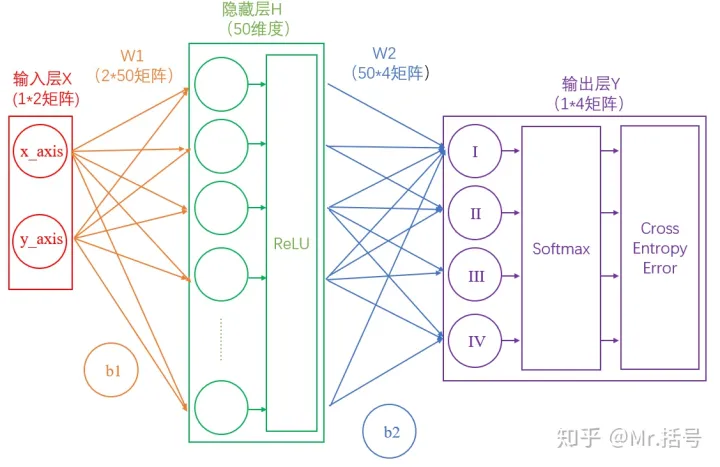 隐藏层H
(50维度)
W1
(2*50矩阵)
W2
(50*4矩阵)
输入层X
(1*2矩阵)
输出层Y
(1*4矩阵)
x_axis
y_axis
b1
ReLU
b2
I
II
III
IV
Softmax
Cross
Entropy
Error
知乎 @Mr.括号